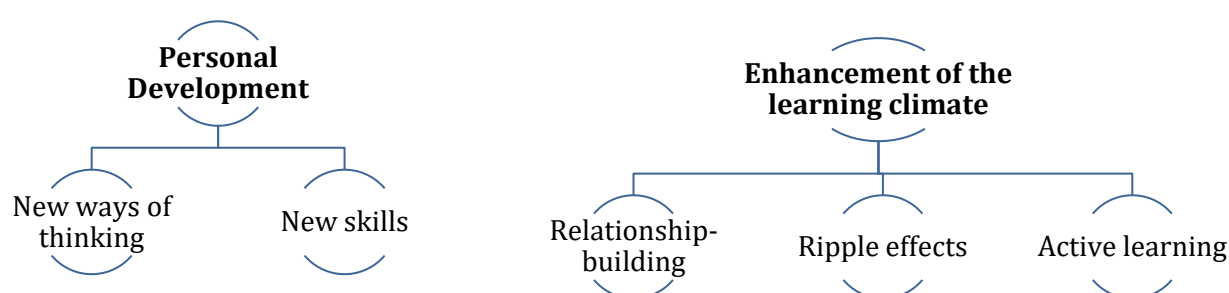 Personal
Development
New ways of
thinking
New skills
Enhancement of the
learning climate
Relationship-
building
Ripple effects
Active learning